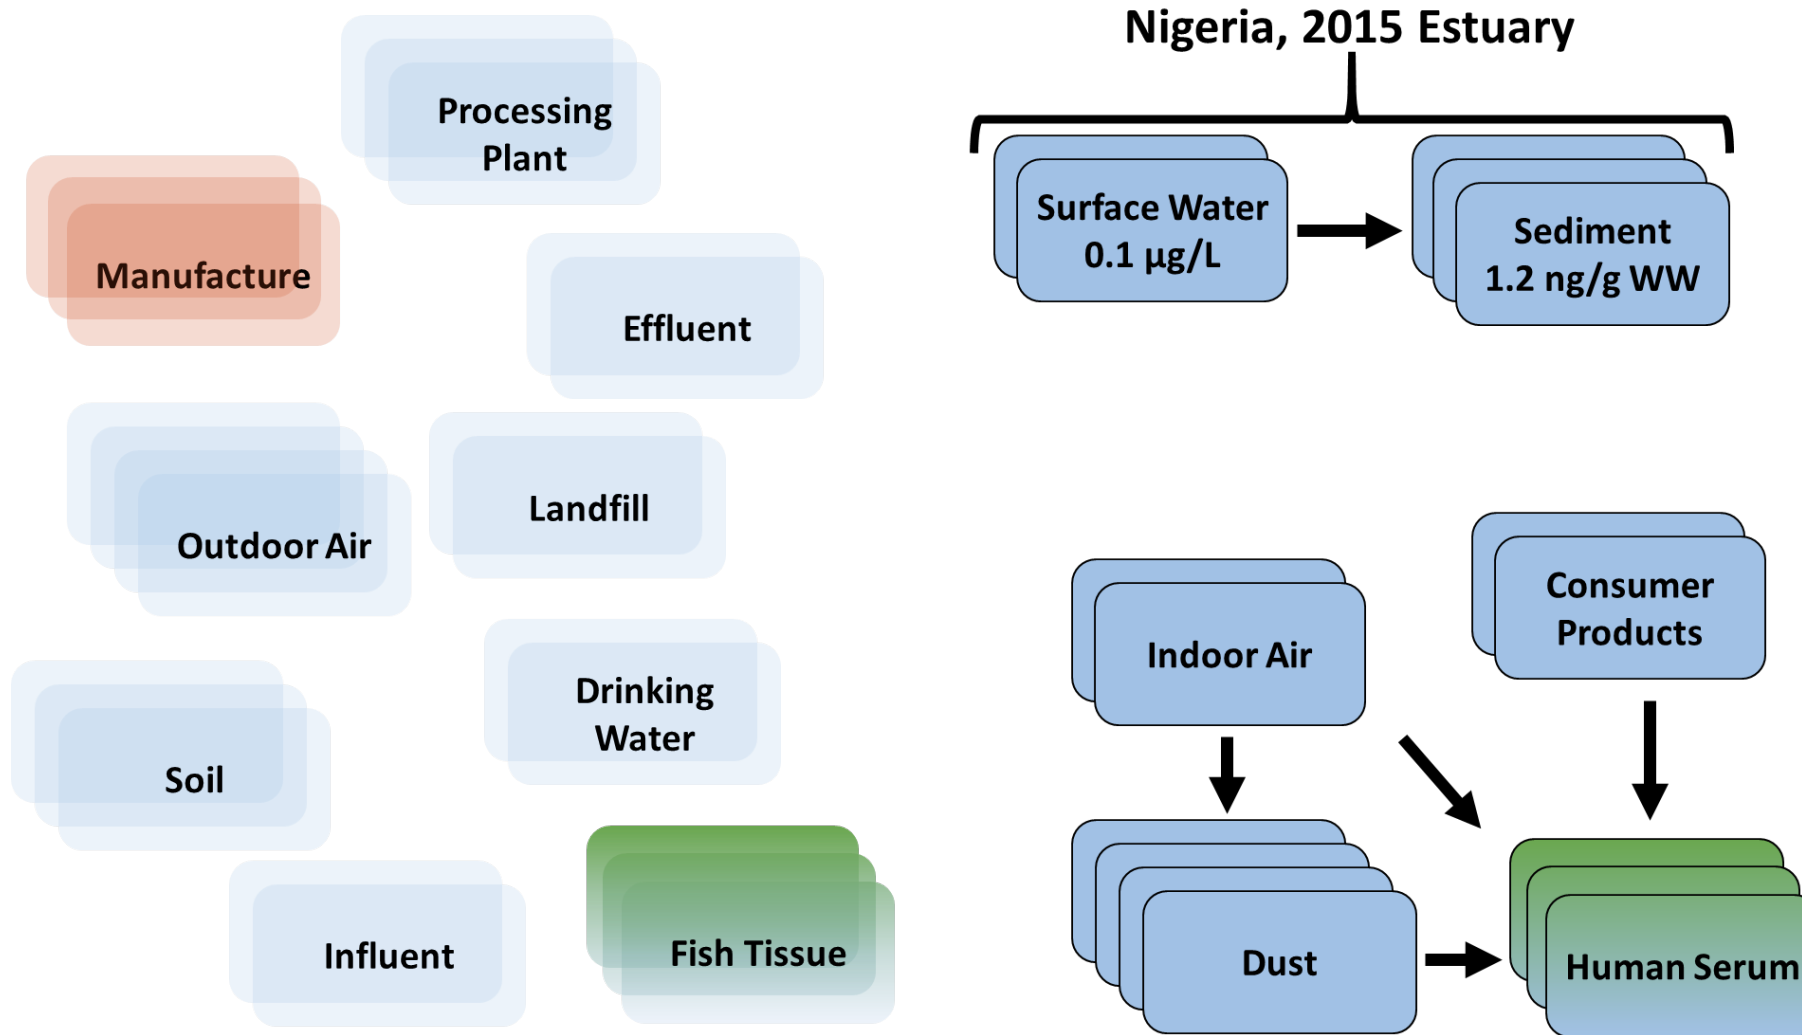 Nigeria, 2015 Estuary
Processing
Plant
Manufacture
Surface Water
0.1 µg/L
Sediment
1.2 ng/g WW
Effluent
Outdoor Air
Landfill
Consumer
Products
Indoor Air
Drinking
Water
Soil
Influent
Fish Tissue
Dust
Human Serum